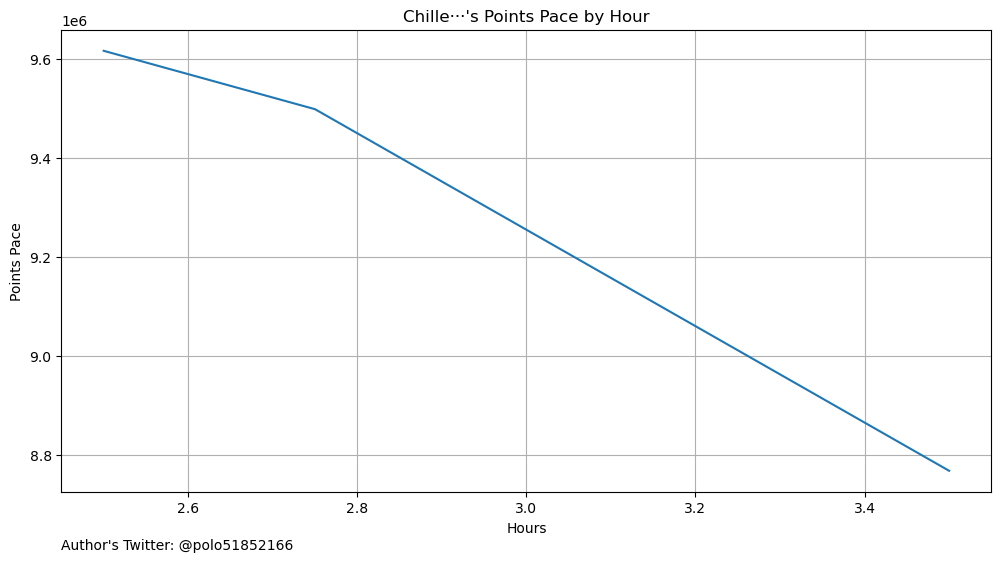 Chille···'s Points Pace by Hour
1e6
9.6
9.4
9.2
9.0
8.8
Points Pace
2.6 2.8 3.0 3.2 3.4
Hours
Author's Twitter: @polo51852166